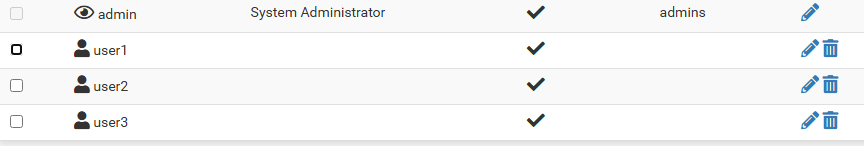 admin System Administrator admins
user1
user2
user3